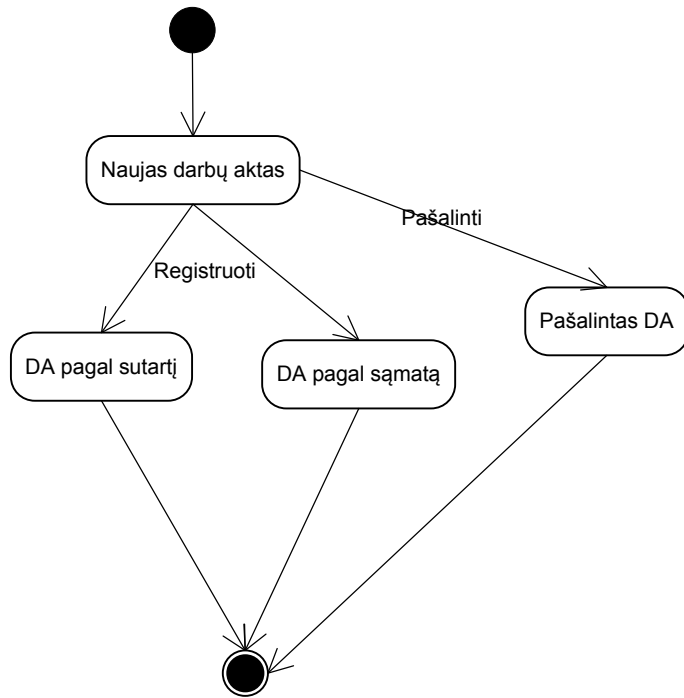 Naujas darbų aktas
Pašalinti
Registruoti
Pašalintas DA
DA pagal sutartį
DA pagal sąmatą